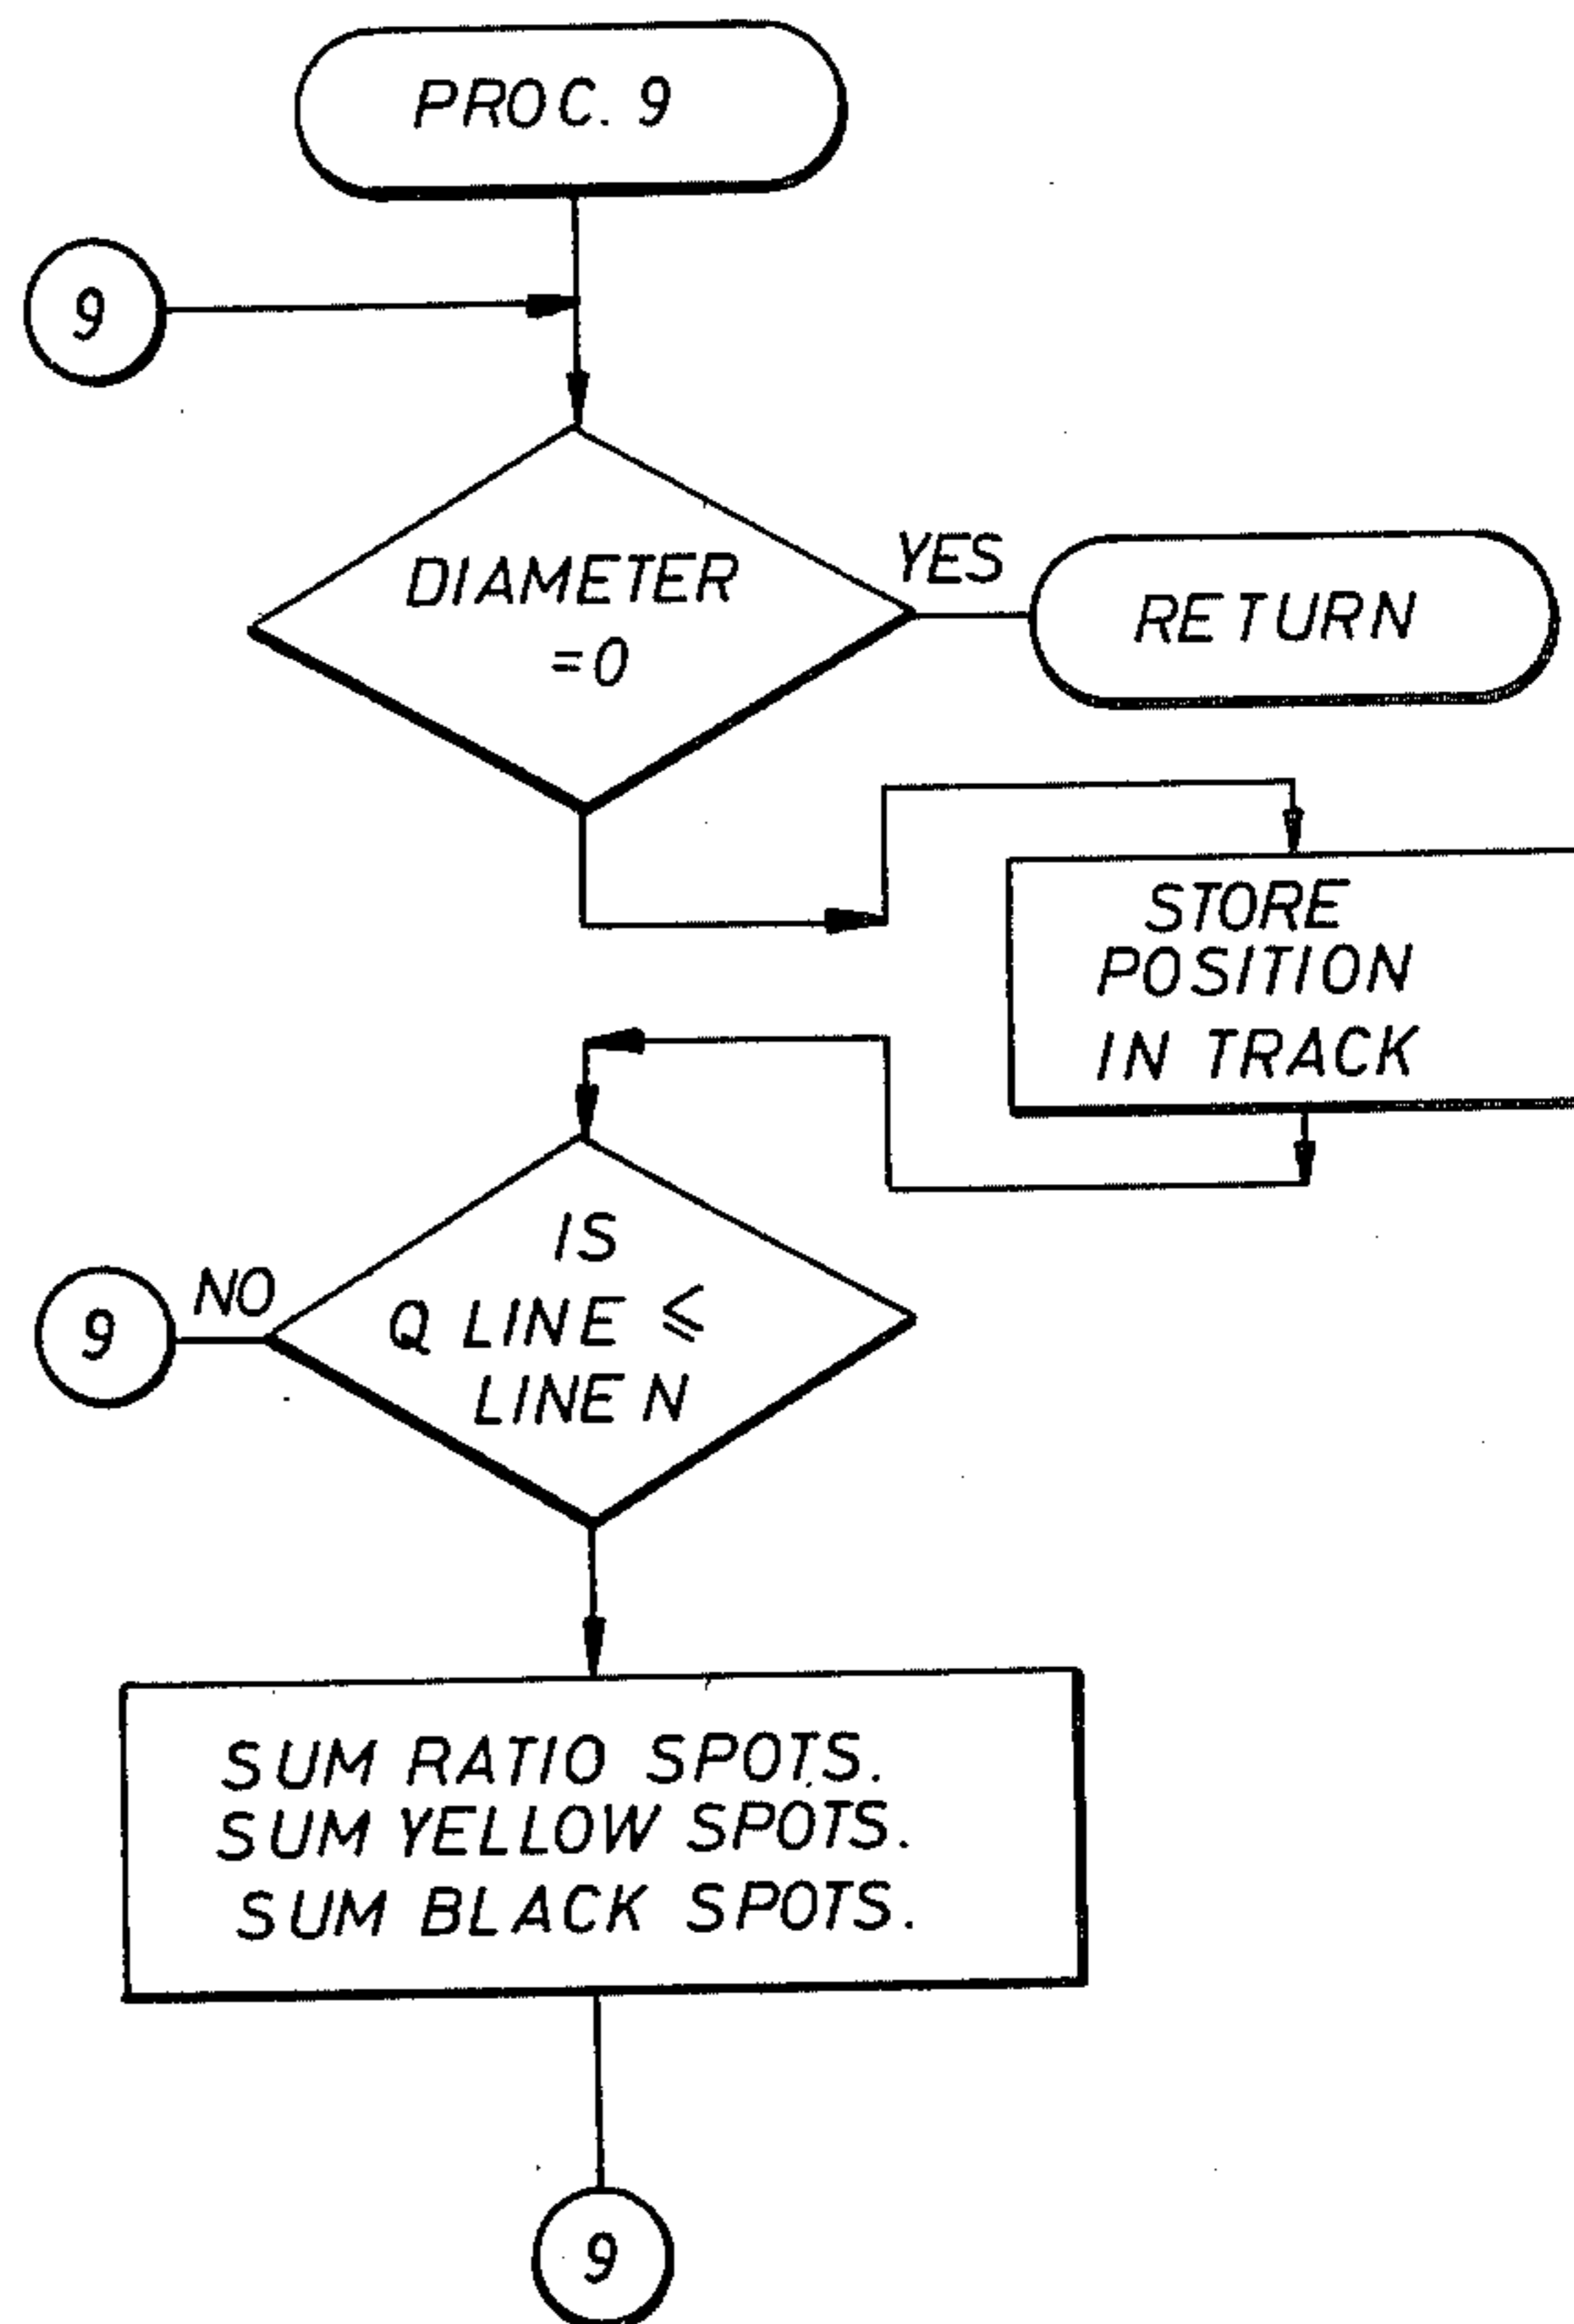 PROC. 9
9
DIAMETER
=0
YES
RETURN
STORE
POSITION
IN TRACK
IS
Q LINE ≤
LINE N
NO
9
SUM RATIO SPOTS.
SUM YELLOW SPOTS.
SUM BLACK SPOTS.
9